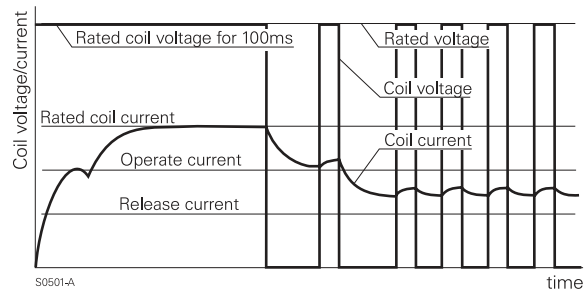 Rated coil voltage for 100ms
Rated voltage
Coil voltage
Rated coil current
Coil current
Operate current
Release current
Coil voltage/current
S0501-A
time